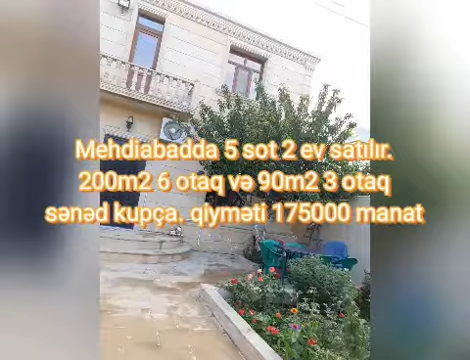 Mehdiabadda 5 sot 2 ev satılır.
200m2 6 otaq və 90m2 3 otaq
sənəd kupça. qiyməti 175000 manat